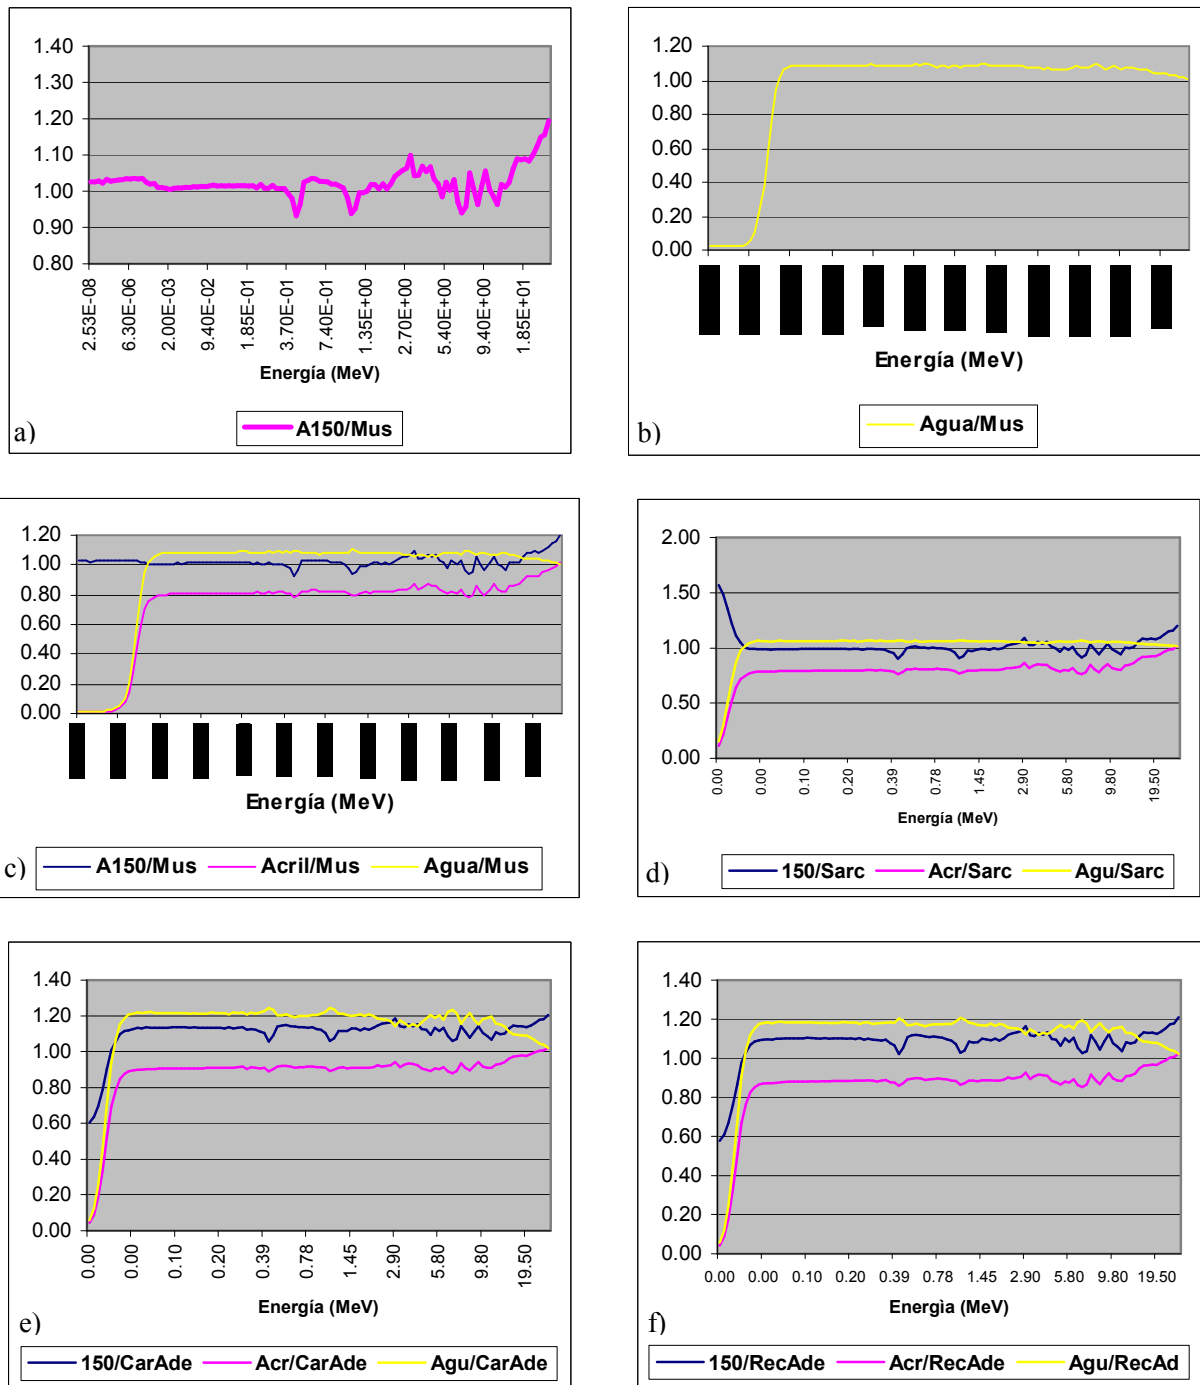 1.40
1.30
1.20
1.10
1.00
0.90
0.80
2.53E-08 6.30E-06 2.00E-03 9.40E-02 1.85E-01 3.70E-01 7.40E-01 1.35E+00 2.70E+00 5.40E+00 9.40E+00 1.85E+01
Energía (MeV)
A150/Mus
a)
1.20
1.00
0.80
0.60
0.40
0.20
0.00
Energía (MeV)
Agua/Mus
b)
1.20
1.00
0.80
0.60
0.40
0.20
0.00
Energía (MeV)
A150/Mus Acril/Mus Agua/Mus
c)
2.00
1.50
1.00
0.50
0.00
0.00 0.00 0.10 0.20 0.39 0.78 1.45 2.90 5.80 9.80 19.50
Energía (MeV)
150/Sarc Acr/Sarc Agu/Sarc
d)
1.40
1.20
1.00
0.80
0.60
0.40
0.20
0.00
0.00 0.00 0.10 0.20 0.39 0.78 1.45 2.90 5.80 9.80 19.50
Energía (MeV)
e)
150/CarAde Acr/CarAde Agu/CarAde
1.40
1.20
1.00
0.80
0.60
0.40
0.20
0.00
0.00 0.00 0.10 0.20 0.39 0.78 1.45 2.90 5.80 9.80 19.50
Energìa (MeV)
f)
150/RecAde Acr/RecAde Agu/RecAd